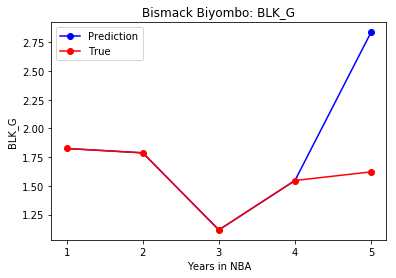 Bismack Biyombo: BLK_G
Prediction
True
BLK_G
2.75
2.50
2.25
2.00
1.75
1.50
1.25
1 2 3 4 5
Years in NBA